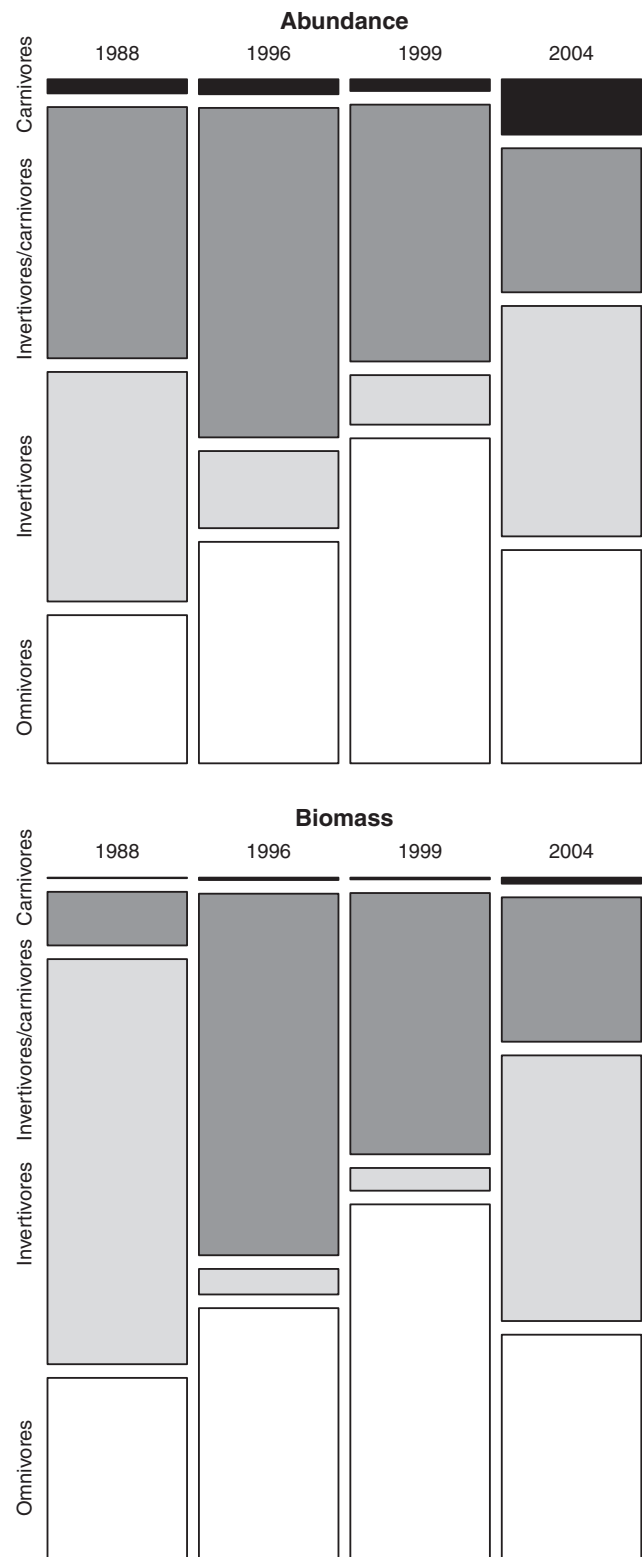 Abundance
1988 1996 1999 2004
Carnivores
Invertivores/carnivores
Invertivores
Omnivores
Biomass
1988 1996 1999 2004
Carnivores
Invertivores/carnivores
Invertivores
Omnivores